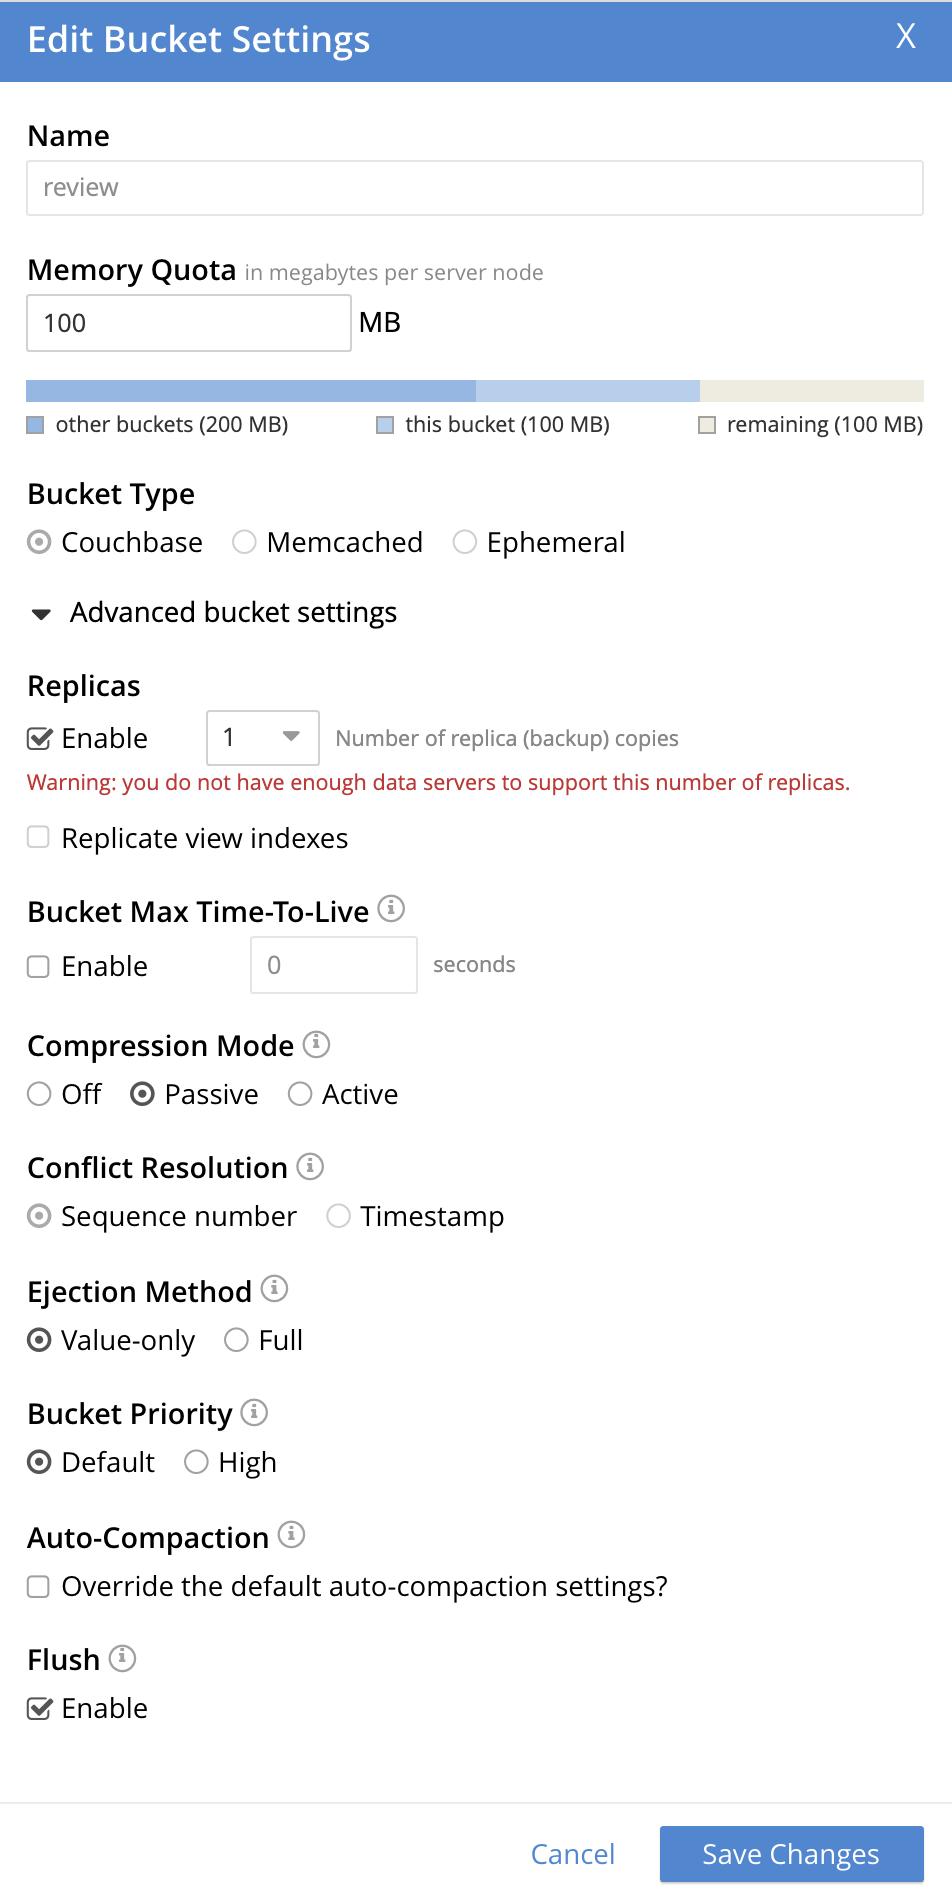 Edit Bucket Settings X
Name
review
Memory Quota in megabytes per server node
100 MB
other buckets (200 MB) this bucket (100 MB) remaining (100 MB)
Bucket Type
Couchbase Memcached Ephemeral
Advanced bucket settings
Replicas
Enable 1 Number of replica (backup) copies
Warning: you do not have enough data servers to support this number of replicas.
Replicate view indexes
Bucket Max Time-To-Live i
Enable 0 seconds
Compression Mode i
Off Passive Active
Conflict Resolution i
Sequence number Timestamp
Ejection Method i
Value-only Full
Bucket Priority i
Default High
Auto-Compaction i
Override the default auto-compaction settings?
Flush i
Enable
Cancel Save Changes